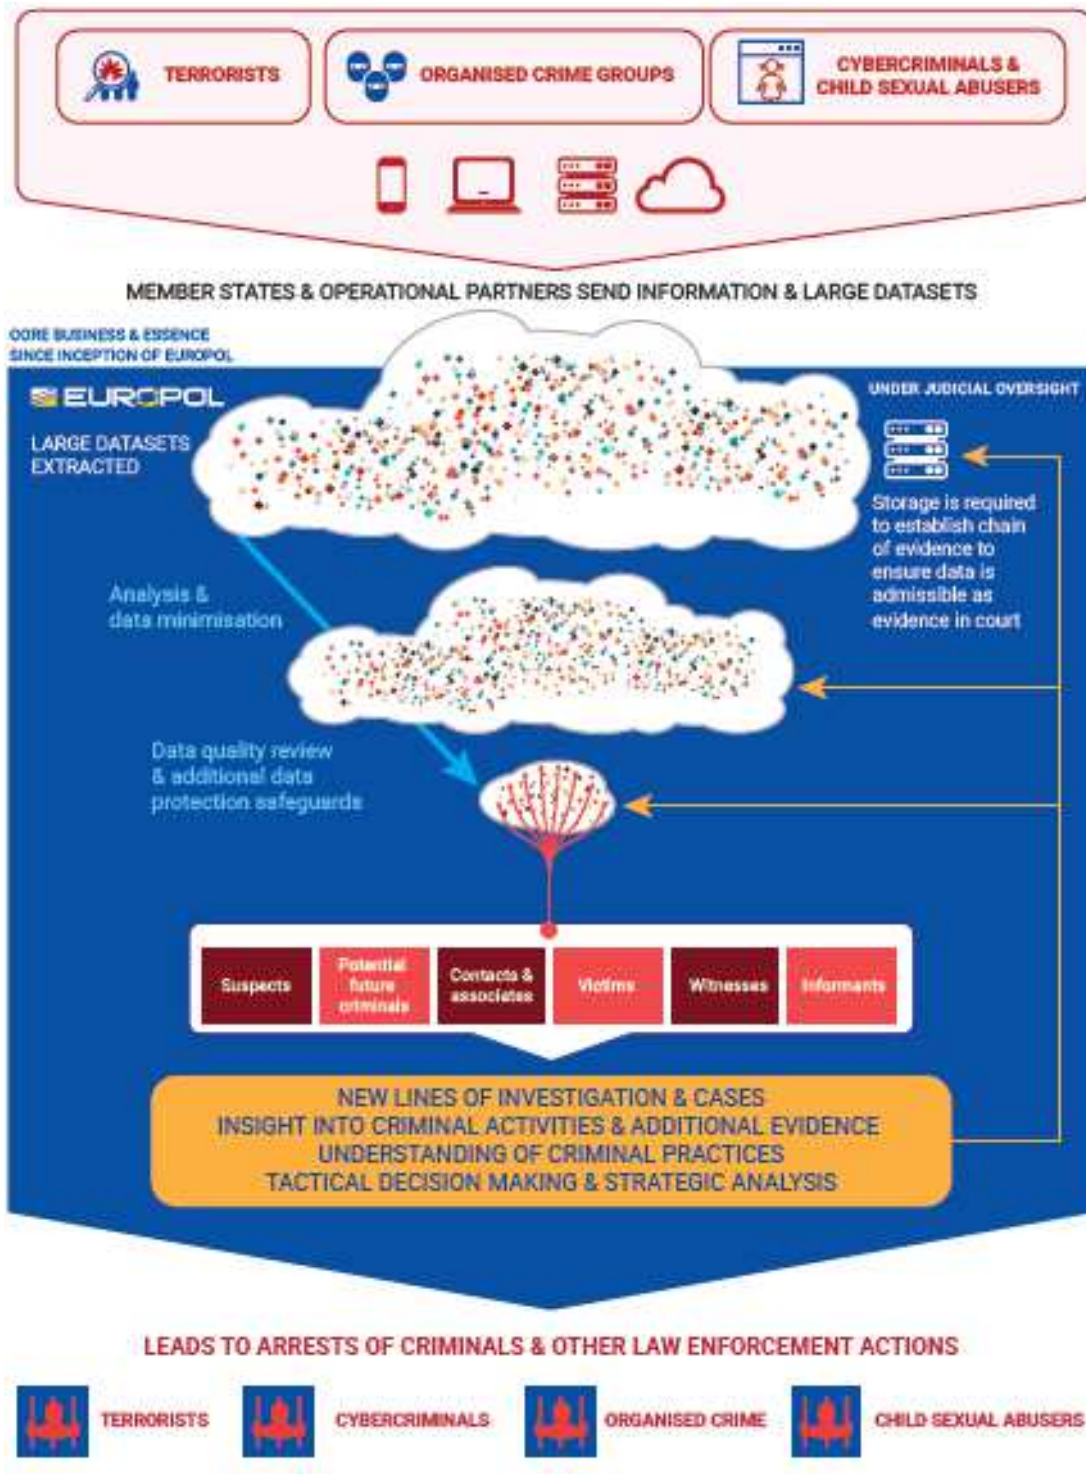 TERRORISTS
ORGANISED CRIME GROUPS
CYBERCRIMINALS &
CHILD SEXUAL ABUSERS
MEMBER STATES & OPERATIONAL PARTNERS SEND INFORMATION & LARGE DATASETS
CORE BUSINESS & ESSENCE
SINCE INCEPTION OF EUROPOL
EUROPOL
UNDER JUDICIAL OVERSIGHT
LARGE DATASETS
EXTRACTED
Storage is required
to establish chain
of evidence to
ensure data is
admissible as
evidence in court
Analysis &
data minimisation
Data quality review
& additional data
protection safeguards
Suspects
Potential
future
criminals
Contacts &
associates
Victims
Witnesses
Informants
NEW LINES OF INVESTIGATION & CASES
INSIGHT INTO CRIMINAL ACTIVITIES & ADDITIONAL EVIDENCE
UNDERSTANDING OF CRIMINAL PRACTICES
TACTICAL DECISION MAKING & STRATEGIC ANALYSIS
LEADS TO ARRESTS OF CRIMINALS & OTHER LAW ENFORCEMENT ACTIONS
TERRORISTS
CYBERCRIMINALS
ORGANISED CRIME
CHILD SEXUAL ABUSERS